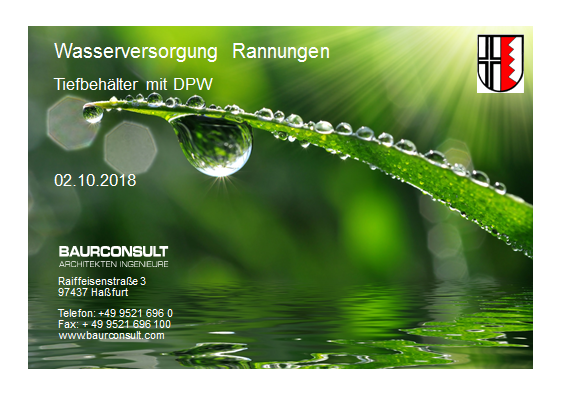 Wasserversorgung Rannungen
Tiefbehälter mit DPW
02.10.2018
BAURCONSULT
ARCHITEKTEN INGENIEURE
Raiffeisenstraße 3
97437 Haßfurt
Telefon: +49 9521 696 0
Fax: + 49 9521 696 100
www.baurconsult.com